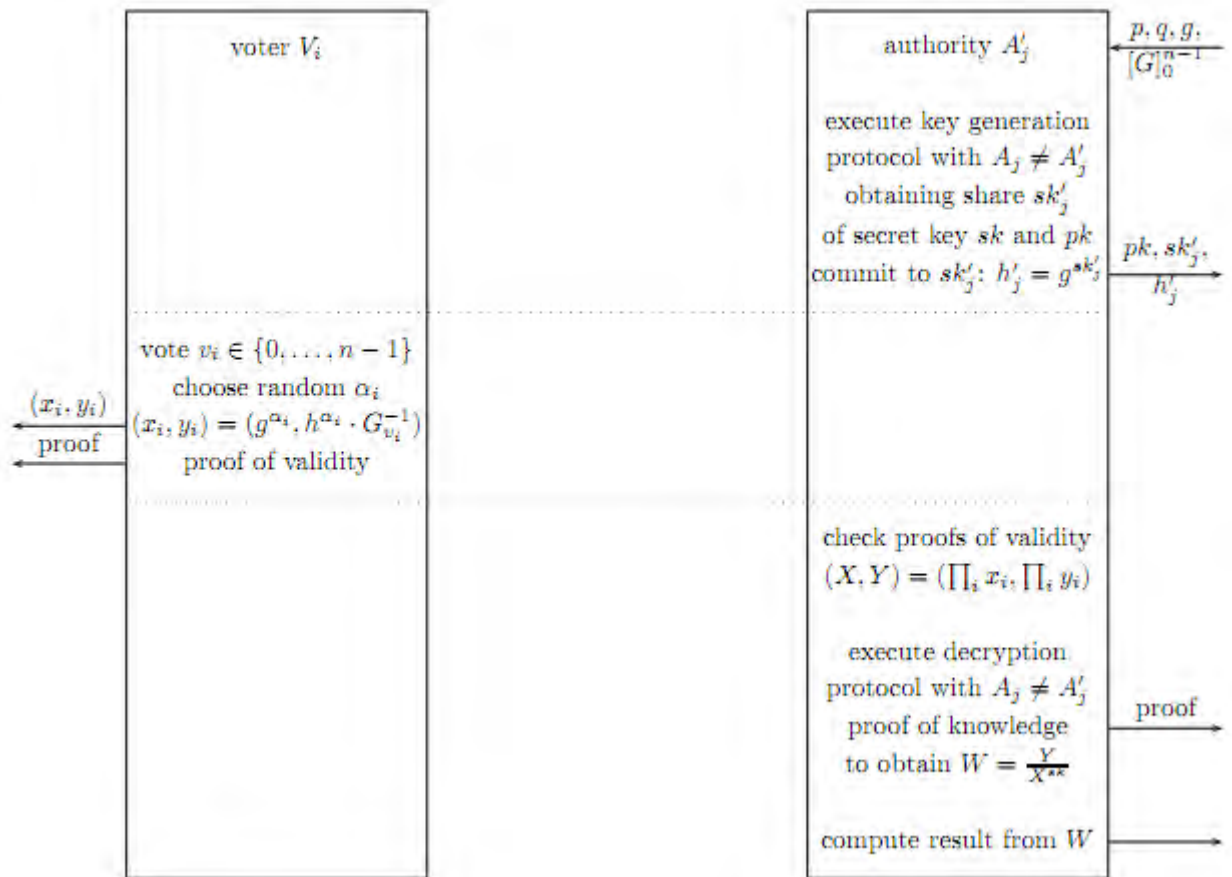 voter V_i
authority A'_j
p, q, g,
[G]_0^{n-1}
execute key generation
protocol with A_j ≠ A'_j
obtaining share sk'_j
of secret key sk and pk
commit to sk'_j: h'_j = g^{sk'_j}
pk, sk'_j,
h'_j
vote v_i ∈ {0, . . . , n − 1}
choose random α_i
(x_i, y_i) = (g^{α_i}, h^{α_i} · G_{v_i}^{-1})
proof of validity
(x_i, y_i)
proof
check proofs of validity
(X, Y) = (∏_i x_i, ∏_i y_i)
execute decryption
protocol with A_j ≠ A'_j
proof of knowledge
to obtain W = Y/X^{sk}
proof
compute result from W